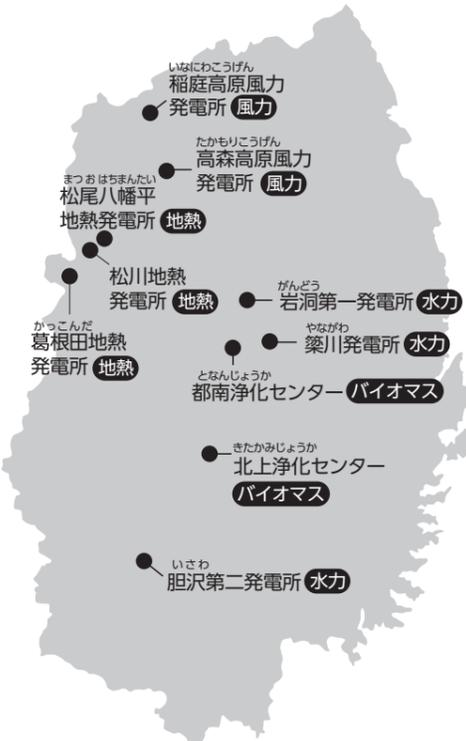 いなにわこうげん
稲庭高原風力
発電所 風力
たかもりこうげん
高森高原風力
発電所 風力
まつおはちまんたい
松尾八幡平
地熱発電所 地熱
松川地熱
発電所 地熱
がんどう
岩洞第一発電所 水力
かっこんだ
葛根田地熱
発電所 地熱
やながわ
簗川発電所 水力
となんじょうか
都南浄化センター バイオマス
きたかみじょうか
北上浄化センター
バイオマス
いさわ
胆沢第二発電所 水力